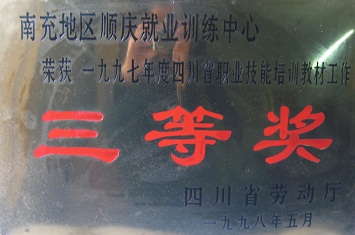 南充地区顺庆就业训练中心
荣获 一九九七年度四川省职业技能培训教材工作
三等奖
四川省劳动厅
一九九八年五月